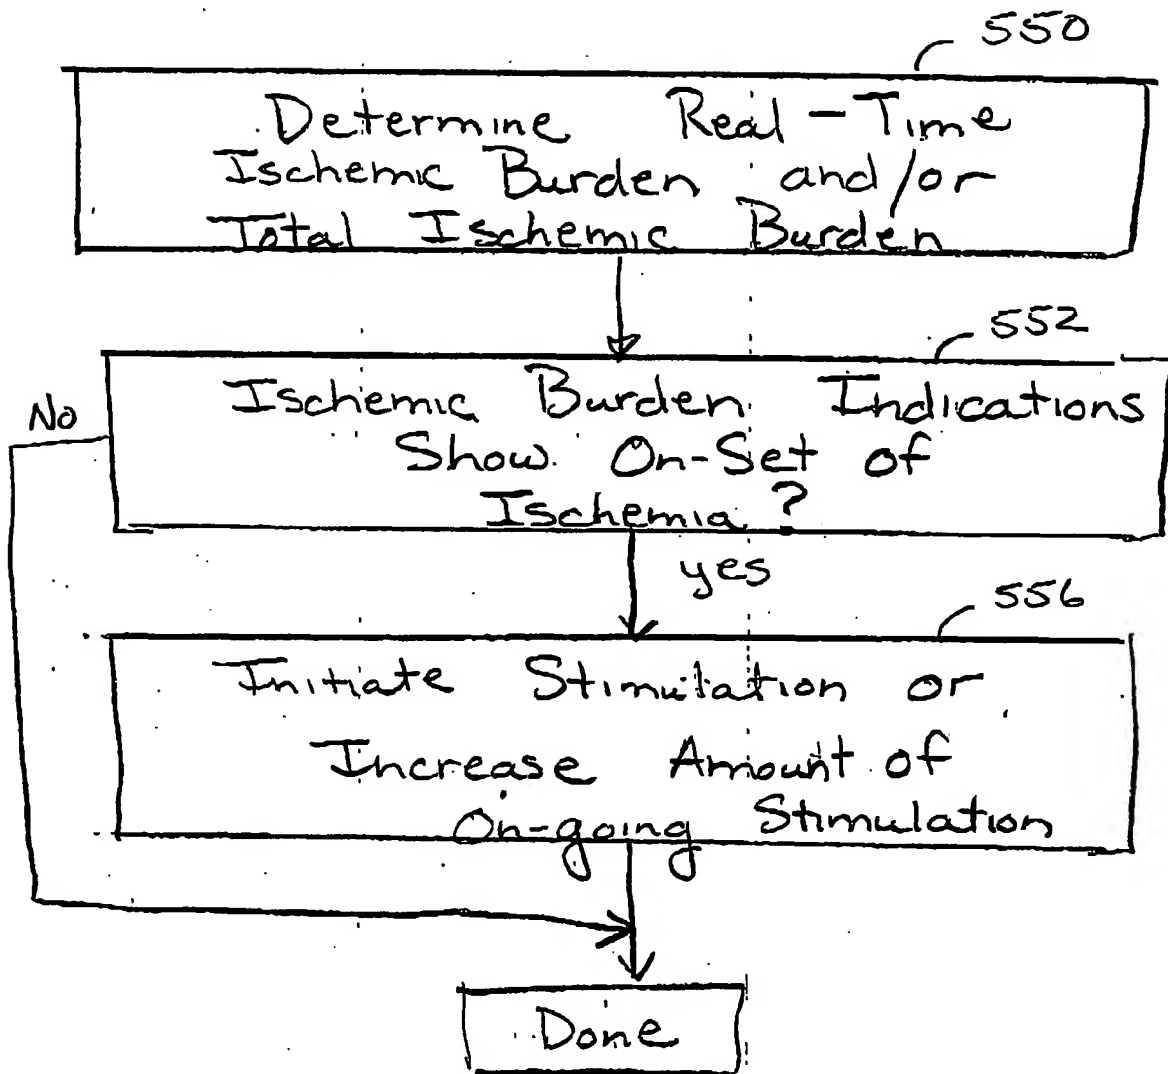 550
Determine Real-Time
Ischemic Burden and/or
Total Ischemic Burden
552
No
Ischemic Burden Indications
Show On-Set of
Ischemia?
yes
556
Initiate Stimulation or
Increase Amount of
On-going Stimulation
Done